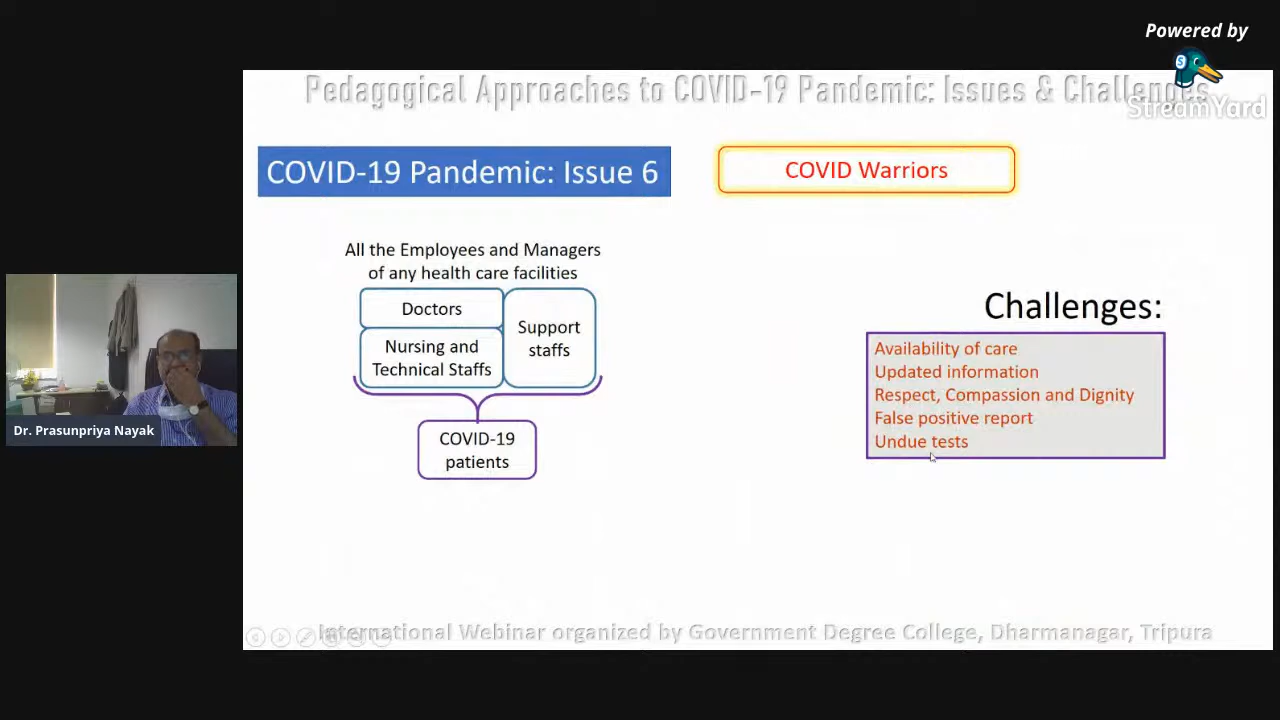 Powered by
StreamYard
Pedagogical Approaches to COVID-19 Pandemic: Issues & Challenges
COVID-19 Pandemic: Issue 6
COVID Warriors
All the Employees and Managers
of any health care facilities
Doctors
Nursing and
Technical Staffs
Support
staffs
COVID-19
patients
Challenges:
Availability of care
Updated information
Respect, Compassion and Dignity
False positive report
Undue tests
Dr. Prasunpriya Nayak
International Webinar organized by Government Degree College, Dharmanagar, Tripura